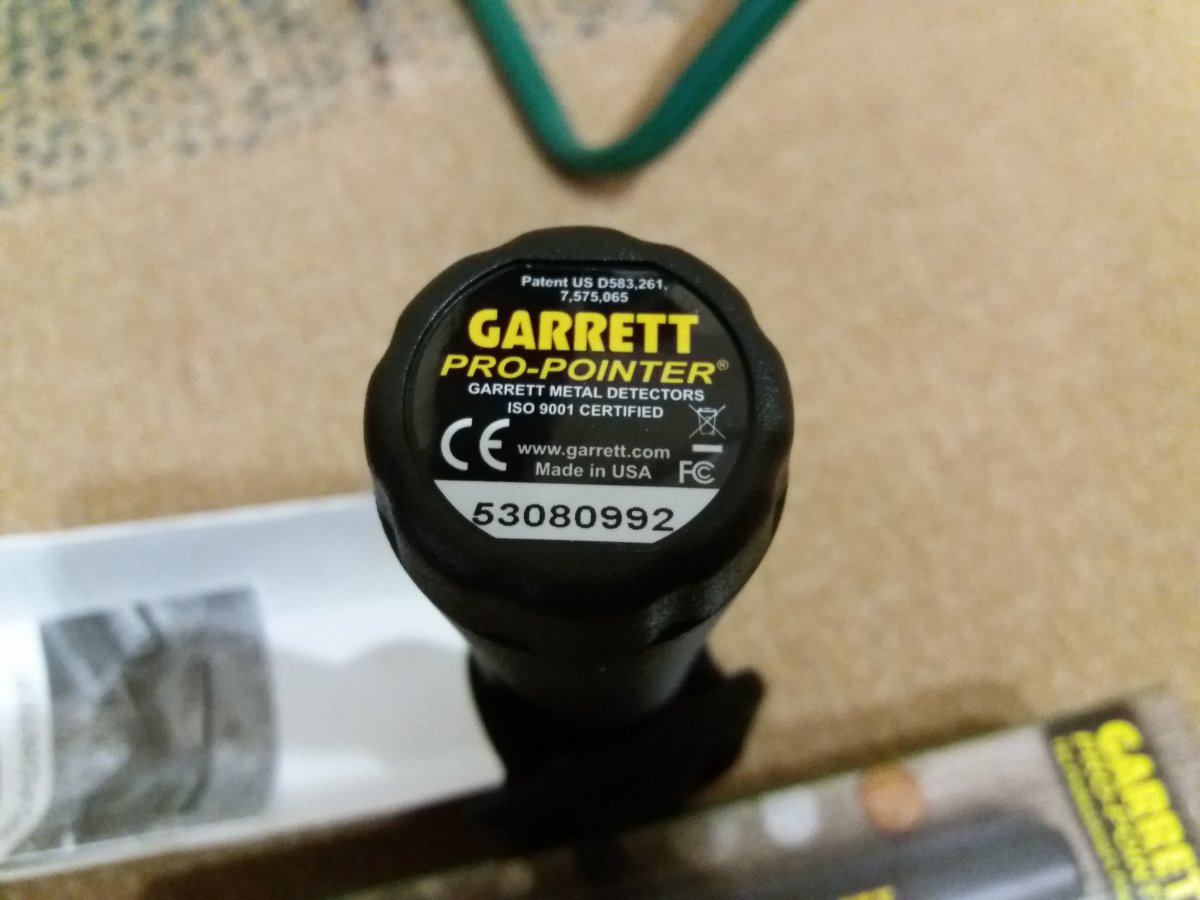 Patent US D583,261,
7,575,065
GARRETT
PRO-POINTER®
GARRETT METAL DETECTORS
ISO 9001 CERTIFIED
CE
www.garrett.com
Made in USA
FC
53080992
GARRET